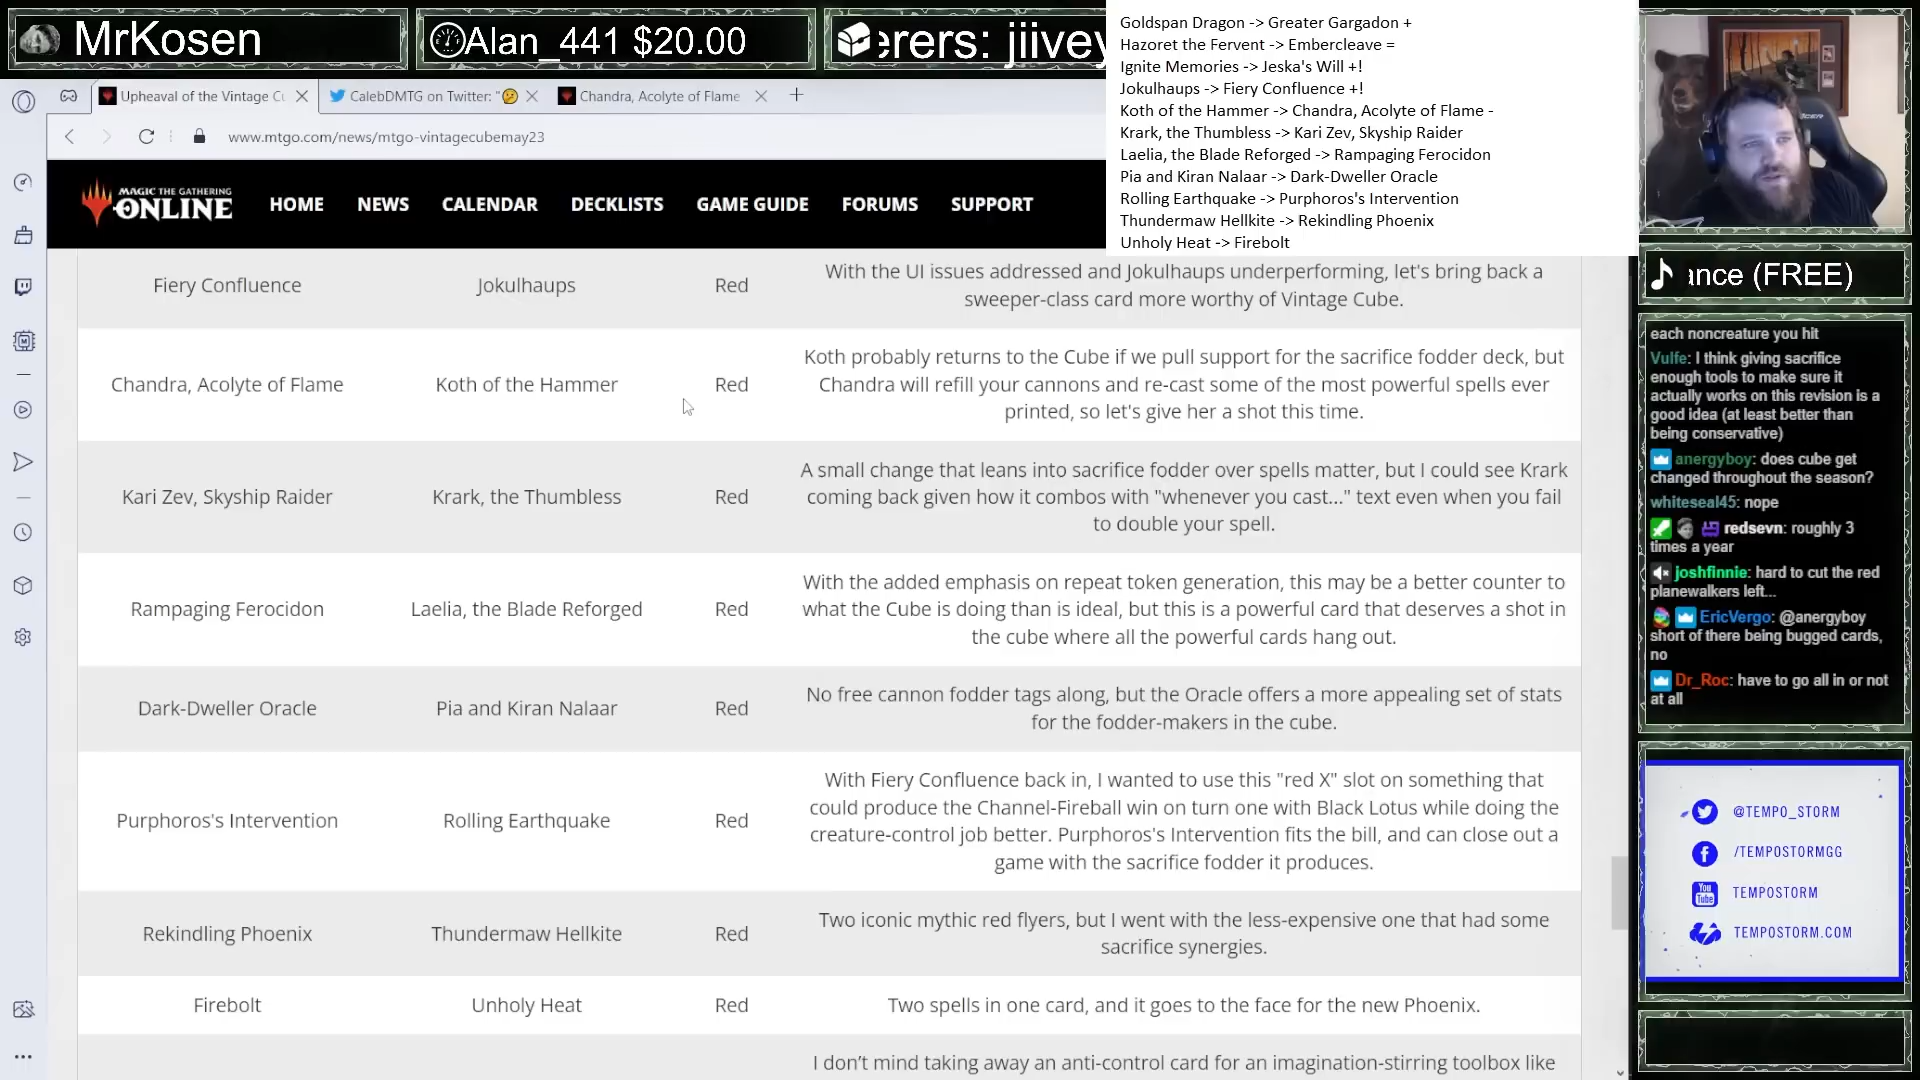 MrKosen
Alan_441 $20.00
erers: jiivey
Goldspan Dragon -> Greater Gargadon +
Hazoret the Fervent -> Embercleave =
Ignite Memories -> Jeska's Will +!
Jokulhaups -> Fiery Confluence +!
Koth of the Hammer -> Chandra, Acolyte of Flame -
Krark, the Thumbless -> Kari Zev, Skyship Raider
Laelia, the Blade Reforged -> Rampaging Ferocidon
Pia and Kiran Nalaar -> Dark-Dweller Oracle
Rolling Earthquake -> Purphoros's Intervention
Thundermaw Hellkite -> Rekindling Phoenix
Unholy Heat -> Firebolt
Upheaval of the Vintage Cu
CalebDMTG on Twitter: "🤔
Chandra, Acolyte of Flame
www.mtgo.com/news/mtgo-vintagecubemay23
MAGIC THE GATHERING
ONLINE
HOME NEWS CALENDAR DECKLISTS GAME GUIDE FORUMS SUPPORT
Fiery Confluence Jokulhaups Red With the UI issues addressed and Jokulhaups underperforming, let's bring back a
sweeper-class card more worthy of Vintage Cube.
Koth probably returns to the Cube if we pull support for the sacrifice fodder deck, but
Chandra, Acolyte of Flame Koth of the Hammer Red Chandra will refill your cannons and re-cast some of the most powerful spells ever
printed, so let's give her a shot this time.
A small change that leans into sacrifice fodder over spells matter, but I could see Krark
Kari Zev, Skyship Raider Krark, the Thumbless Red coming back given how it combos with "whenever you cast..." text even when you fail
to double your spell.
With the added emphasis on repeat token generation, this may be a better counter to
Rampaging Ferocidon Laelia, the Blade Reforged Red what the Cube is doing than is ideal, but this is a powerful card that deserves a shot in
the cube where all the powerful cards hang out.
Dark-Dweller Oracle Pia and Kiran Nalaar Red No free cannon fodder tags along, but the Oracle offers a more appealing set of stats
for the fodder-makers in the cube.
With Fiery Confluence back in, I wanted to use this "red X" slot on something that
could produce the Channel-Fireball win on turn one with Black Lotus while doing the
Purphoros's Intervention Rolling Earthquake Red creature-control job better. Purphoros's Intervention fits the bill, and can close out a
game with the sacrifice fodder it produces.
Rekindling Phoenix Thundermaw Hellkite Red Two iconic mythic red flyers, but I went with the less-expensive one that had some
sacrifice synergies.
Firebolt Unholy Heat Red Two spells in one card, and it goes to the face for the new Phoenix.
I don't mind taking away an anti-control card for an imagination-stirring toolbox like
ance (FREE)
each noncreature you hit
Vulfe: I think giving sacrifice
enough tools to make sure it
actually works on this revision is a
good idea (at least better than
being conservative)
anergyboy: does cube get
changed throughout the season?
whiteseal45: nope
redsevn: roughly 3
times a year
joshfinnie: hard to cut the red
planewalkers left...
EricVergo: @anergyboy
short of there being bugged cards,
no
Dr_Roc: have to go all in or not
at all
@TEMPO_STORM
/TEMPOSTORMGG
You
Tube
TEMPOSTORM
TEMPOSTORM.COM